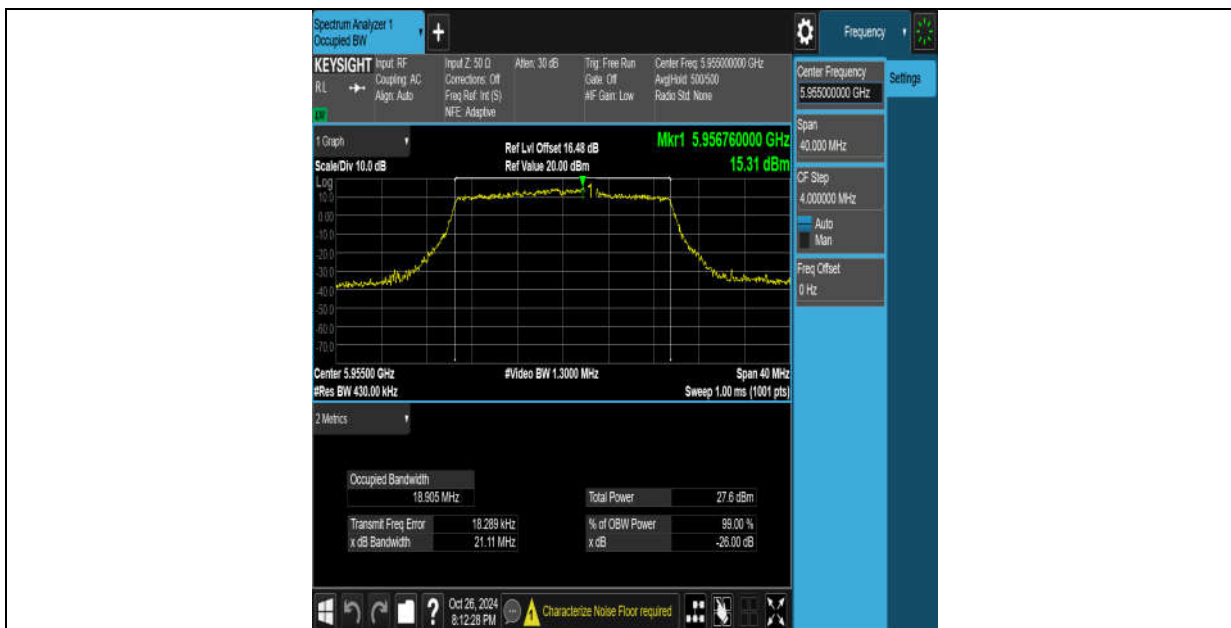 Spectrum Analyzer 1
Occupied BW
+
Frequency
KEYSIGHT Input: RF Input Z: 50 Ω Atten: 30 dB Trig: Free Run Center Freq: 5.955000000 GHz
R L Coupling: AC Corrections: Off Gate: Off Avg|Hold: 500/500
Align: Auto Freq Ref: Int (S) #IF Gain: Low Radio Std: None
NFE: Adaptive
Center Frequency
5.955000000 GHz
Settings
Span
40.000 MHz
CF Step
4.000000 MHz
Auto
Man
Freq Offset
0 Hz
1 Graph
Scale/Div 10.0 dB
Ref Lvl Offset 16.48 dB
Ref Value 20.00 dBm
Mkr1 5.956760000 GHz
15.31 dBm
Log
10.0
0.00
-10.0
-20.0
-30.0
-40.0
-50.0
-60.0
-70.0
1
Center 5.95500 GHz #Video BW 1.3000 MHz Span 40 MHz
#Res BW 430.00 kHz Sweep 1.00 ms (1001 pts)
2 Metrics
Occupied Bandwidth
18.905 MHz
Total Power 27.6 dBm
Transmit Freq Error 18.289 kHz % of OBW Power 99.00 %
x dB Bandwidth 21.11 MHz x dB -26.00 dB
?
Oct 26, 2024
8:12:28 PM
Characterize Noise Floor required